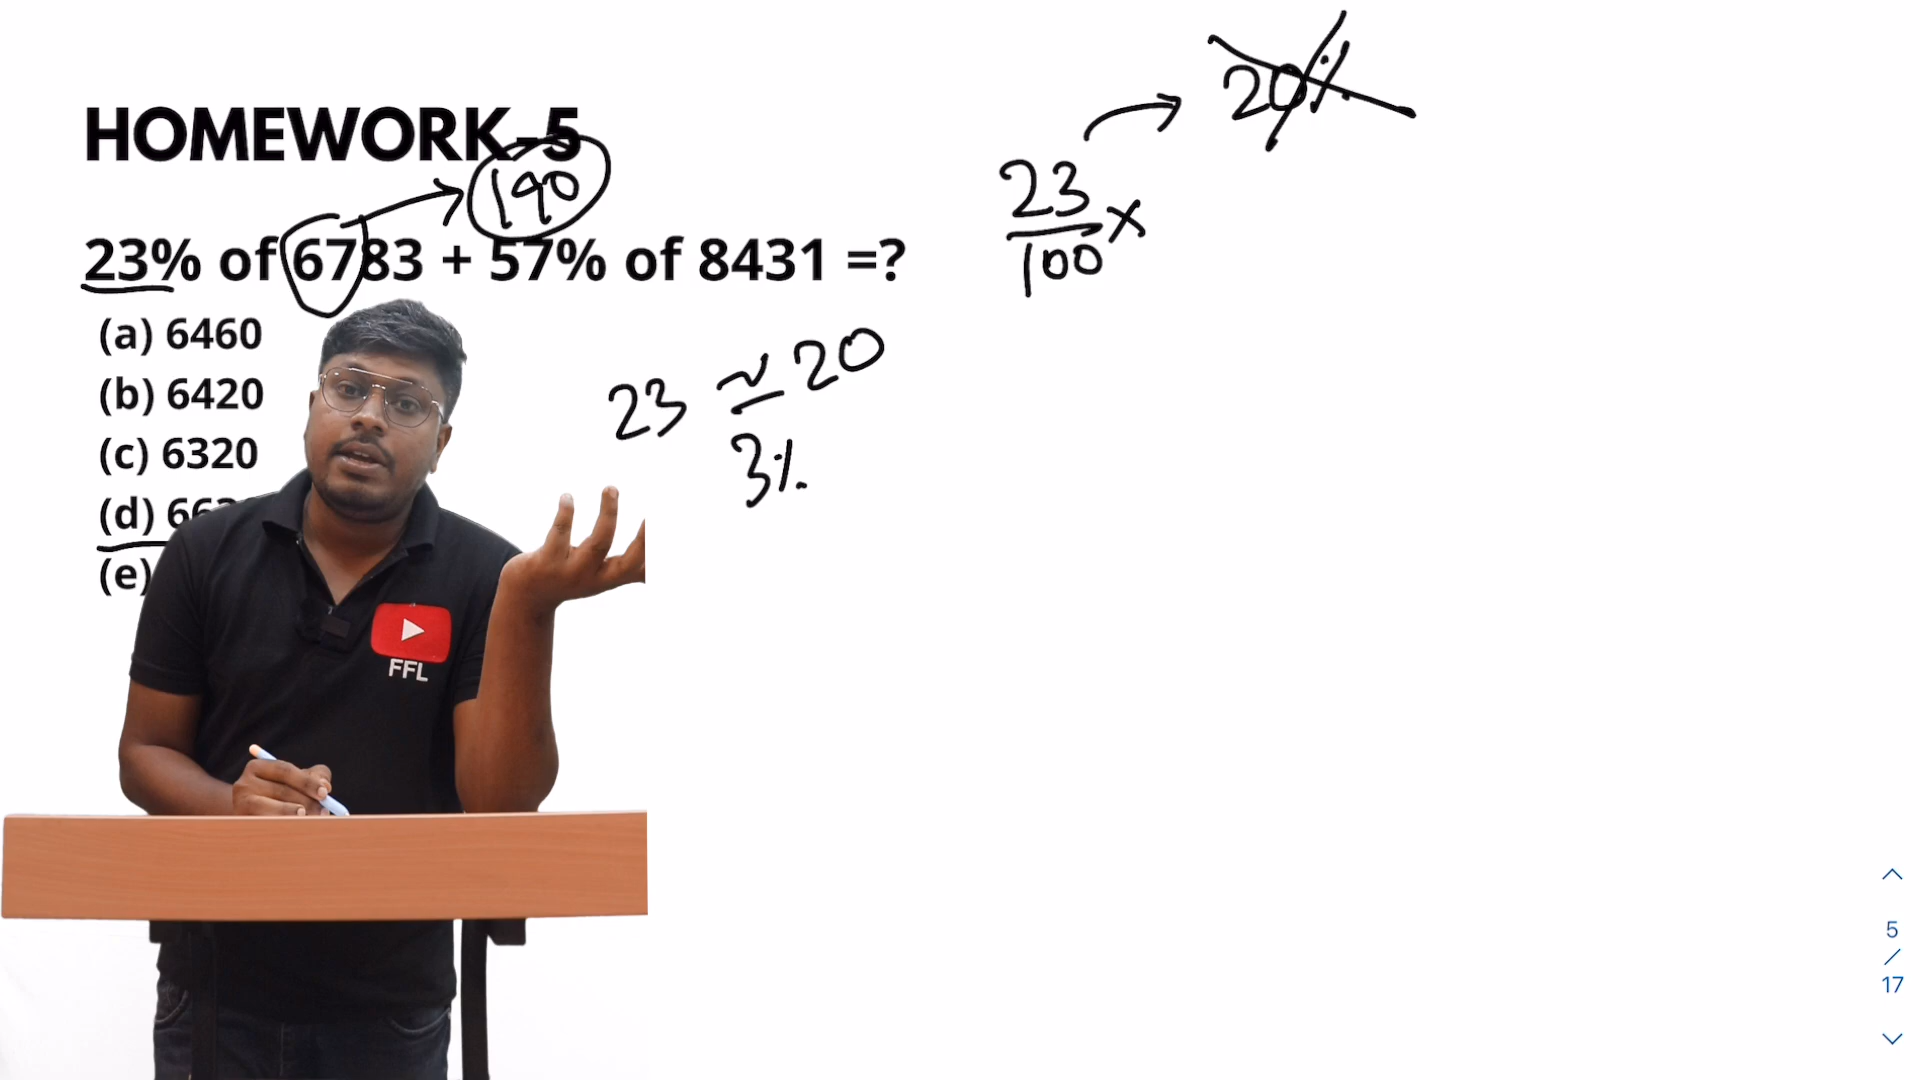 20%
HOMEWORK-5
190
23
100
x
23% of 6783 + 57% of 8431 =?
(a) 6460
23 ≃ 20
(b) 6420
3%
(c) 6320
(d)
(e)
FFL
5
/
17